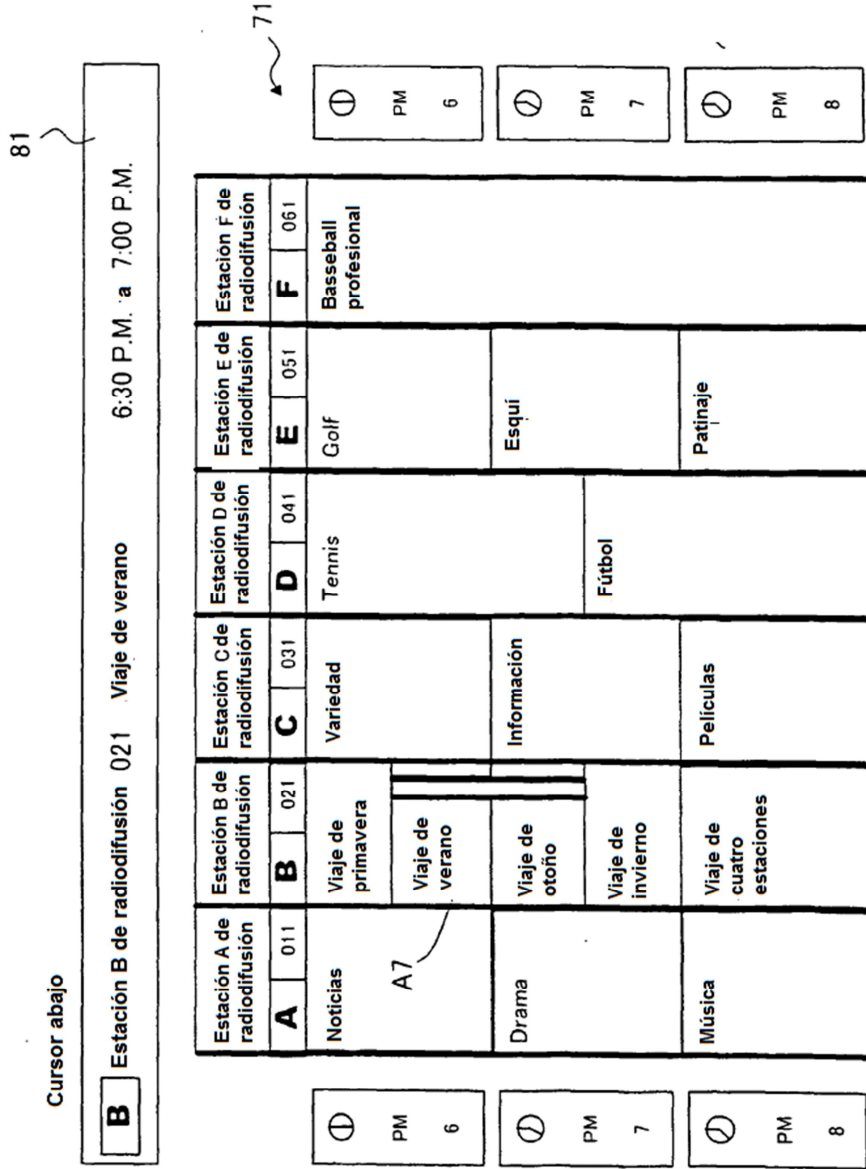 81
Cursor abajo
B Estación B de radiodifusión 021 Viaje de verano 6:30 P.M. a 7:00 P.M.
71
Estación A de radiodifusión
Estación B de radiodifusión
Estación C de radiodifusión
Estación D de radiodifusión
Estación E de radiodifusión
Estación F de radiodifusión
A 011
B 021
C 031
D 041
E 051
F 061
PM 6
Noticias
A7
Viaje de primavera
Viaje de verano
Variedad
Tennis
Golf
Basseball profesional
PM 6
PM 7
Drama
Viaje de otoño
Viaje de invierno
Información
Fútbol
Esquí
PM 7
PM 8
Música
Viaje de cuatro estaciones
Películas
Patinaje
PM 8